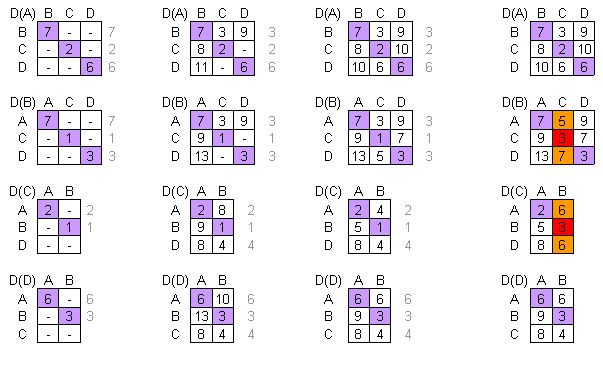 D(A) B C D D(A) B C D D(A) B C D D(A) B C D
B 7 - - 7 B 7 3 9 3 B 7 3 9 3 B 7 3 9
C - 2 - 2 C 8 2 - 2 C 8 2 10 2 C 8 2 10
D - - 6 6 D 11 - 6 6 D 10 6 6 6 D 10 6 6
D(B) A C D D(B) A C D D(B) A C D D(B) A C D
A 7 - - 7 A 7 3 9 3 A 7 3 9 3 A 7 5 9
C - 1 - 1 C 9 1 - 1 C 9 1 7 1 C 9 3 7
D - - 3 3 D 13 - 3 3 D 13 5 3 3 D 13 7 3
D(C) A B D(C) A B D(C) A B D(C) A B
A 2 - 2 A 2 8 2 A 2 4 2 A 2 6
B - 1 1 B 9 1 1 B 5 1 1 B 5 3
D - - D 8 4 4 D 8 4 4 D 8 6
D(D) A B D(D) A B D(D) A B D(D) A B
A 6 - 6 A 6 10 6 A 6 6 6 A 6 6
B - 3 3 B 13 3 3 B 9 3 3 B 9 3
C - - C 8 4 4 C 8 4 4 C 8 4